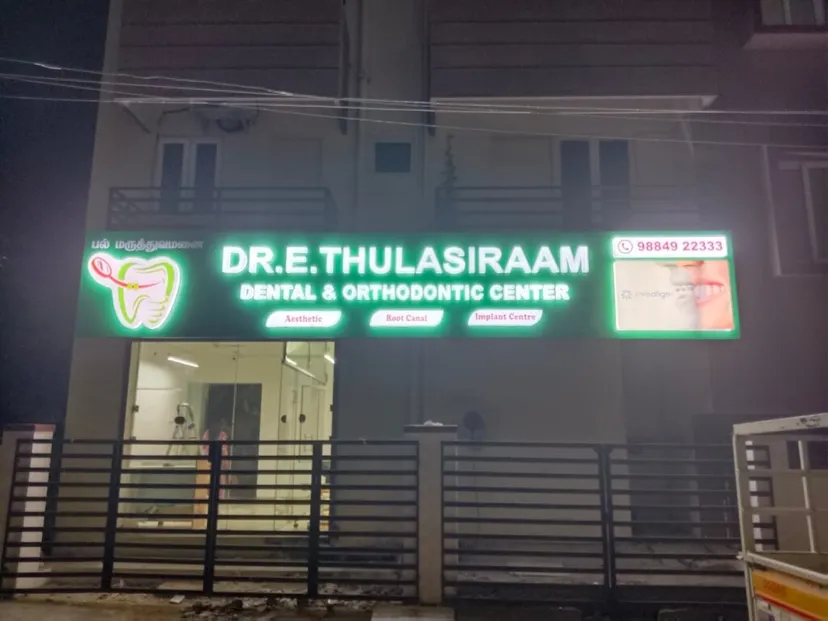 பல் மருத்துவமனை
DR.E.THULASIRAAM
DENTAL & ORTHODONTIC CENTER
Aesthetic
Root Canal
Implant Centre
98849 22333